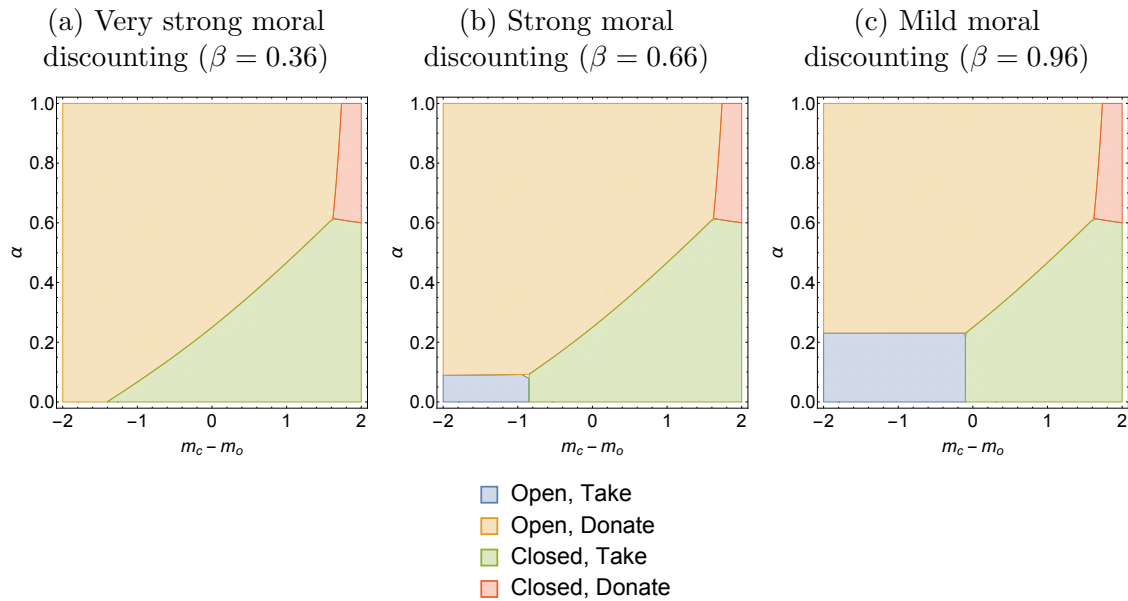 (a) Very strong moral
discounting (β = 0.36)
(b) Strong moral
discounting (β = 0.66)
(c) Mild moral
discounting (β = 0.96)
1.0
0.8
0.6
0.4
0.2
0.0
α
-2
-1
0
1
2
m_c - m_o
1.0
0.8
0.6
0.4
0.2
0.0
α
-2
-1
0
1
2
m_c - m_o
1.0
0.8
0.6
0.4
0.2
0.0
α
-2
-1
0
1
2
m_c - m_o
Open, Take
Open, Donate
Closed, Take
Closed, Donate